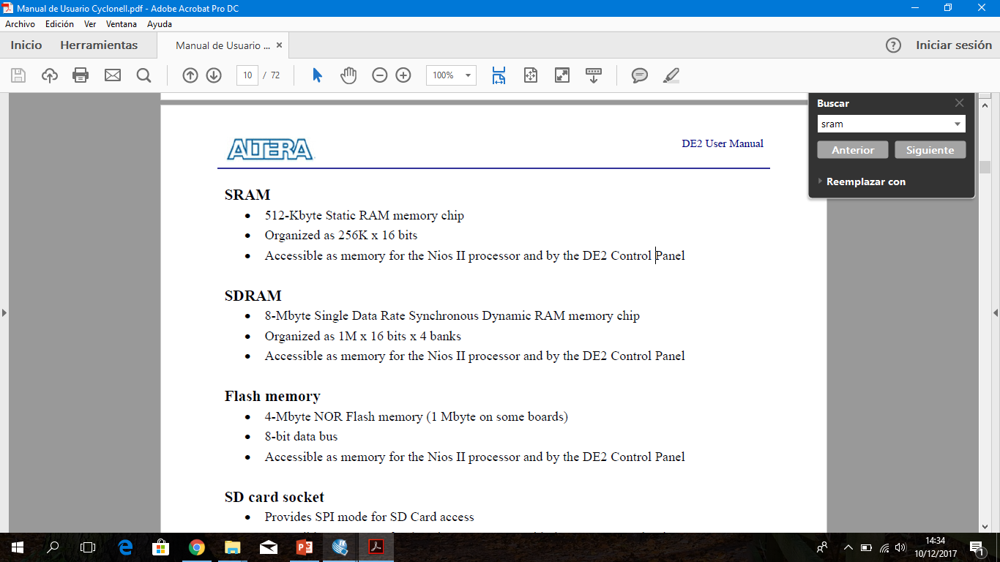 Manual de Usuario CycloneII.pdf - Adobe Acrobat Pro DC
Archivo Edición Ver Ventana Ayuda
Inicio Herramientas Manual de Usuario ... × Iniciar sesión
10 / 72 100%
Buscar
sram
Anterior Siguiente
Reemplazar con
ALTERA DE2 User Manual
SRAM
• 512-Kbyte Static RAM memory chip
• Organized as 256K x 16 bits
• Accessible as memory for the Nios II processor and by the DE2 Control Panel
SDRAM
• 8-Mbyte Single Data Rate Synchronous Dynamic RAM memory chip
• Organized as 1M x 16 bits x 4 banks
• Accessible as memory for the Nios II processor and by the DE2 Control Panel
Flash memory
• 4-Mbyte NOR Flash memory (1 Mbyte on some boards)
• 8-bit data bus
• Accessible as memory for the Nios II processor and by the DE2 Control Panel
SD card socket
• Provides SPI mode for SD Card access
14:34
10/12/2017
1